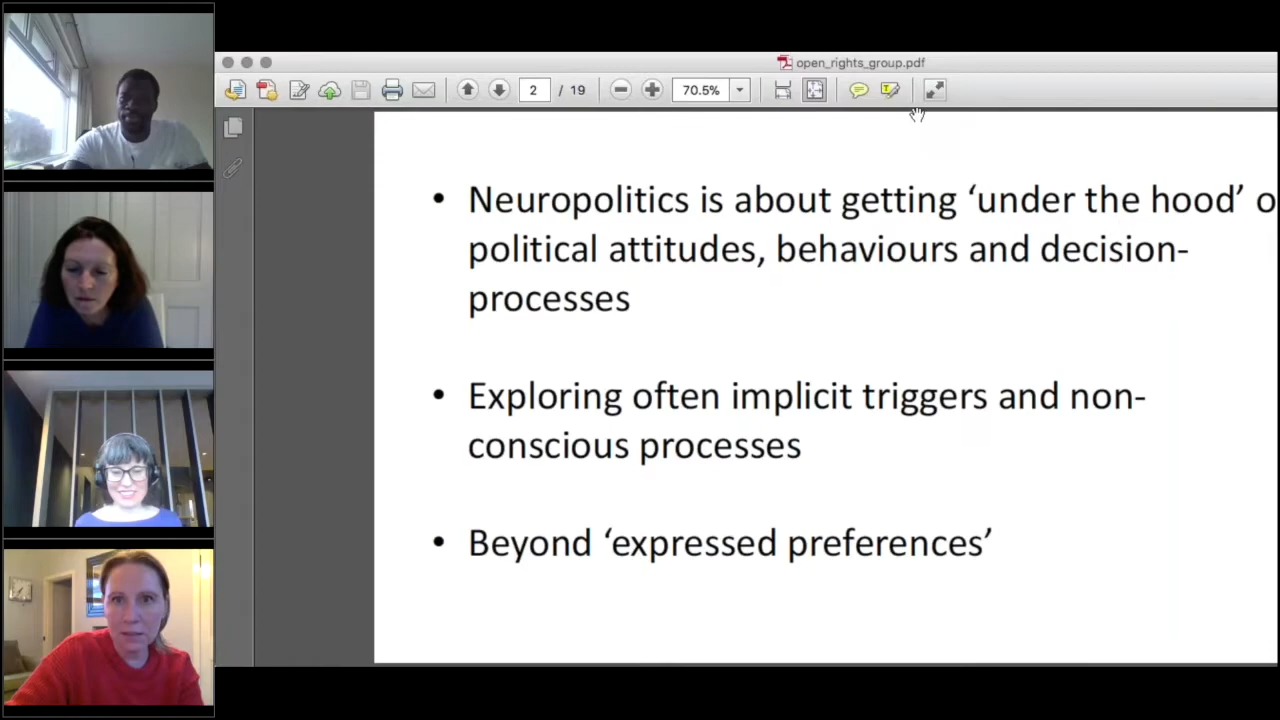 open_rights_group.pdf
2 / 19 70.5%
• Neuropolitics is about getting ‘under the hood’ o
political attitudes, behaviours and decision-
processes
• Exploring often implicit triggers and non-
conscious processes
• Beyond ‘expressed preferences’